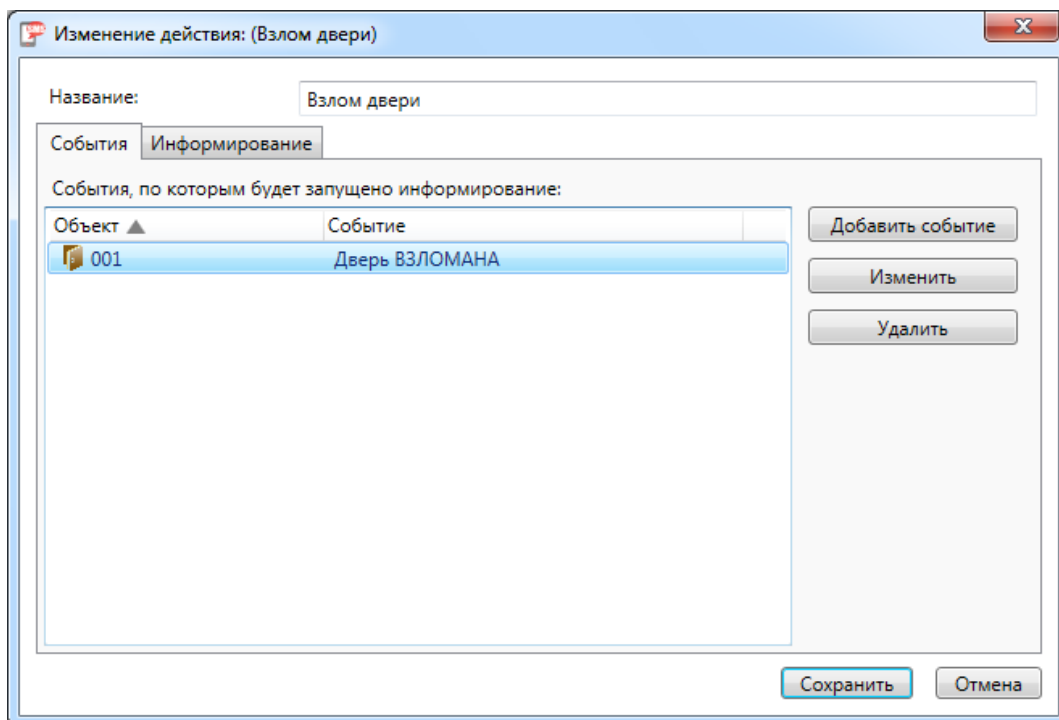 Изменение действия: (Взлом двери)
Название: Взлом двери
События Информирование
События, по которым будет запущено информирование:
Объект Событие
001 Дверь ВЗЛОМАНА
Добавить событие
Изменить
Удалить
Сохранить Отмена